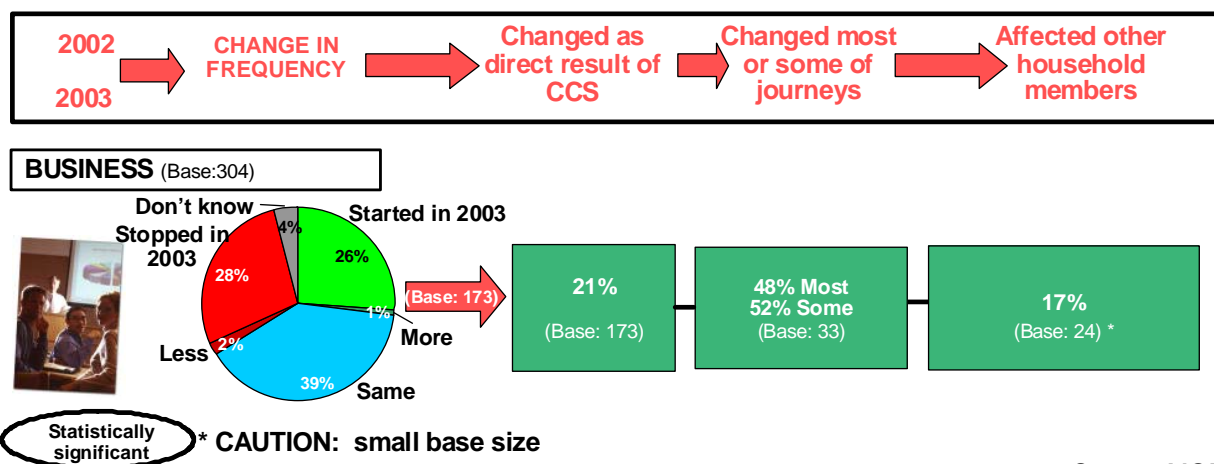 2002
2003
CHANGE IN
FREQUENCY
Changed as
direct result of
CCS
Changed most
or some of
journeys
Affected other
household
members
BUSINESS (Base:304)
Don't know
Stopped in
2003
Started in 2003
4%
26%
28%
1%
More
Less
2%
39%
Same
(Base: 173)
21%
(Base: 173)
48% Most
52% Some
(Base: 33)
17%
(Base: 24) *
Statistically
significant
* CAUTION: small base size